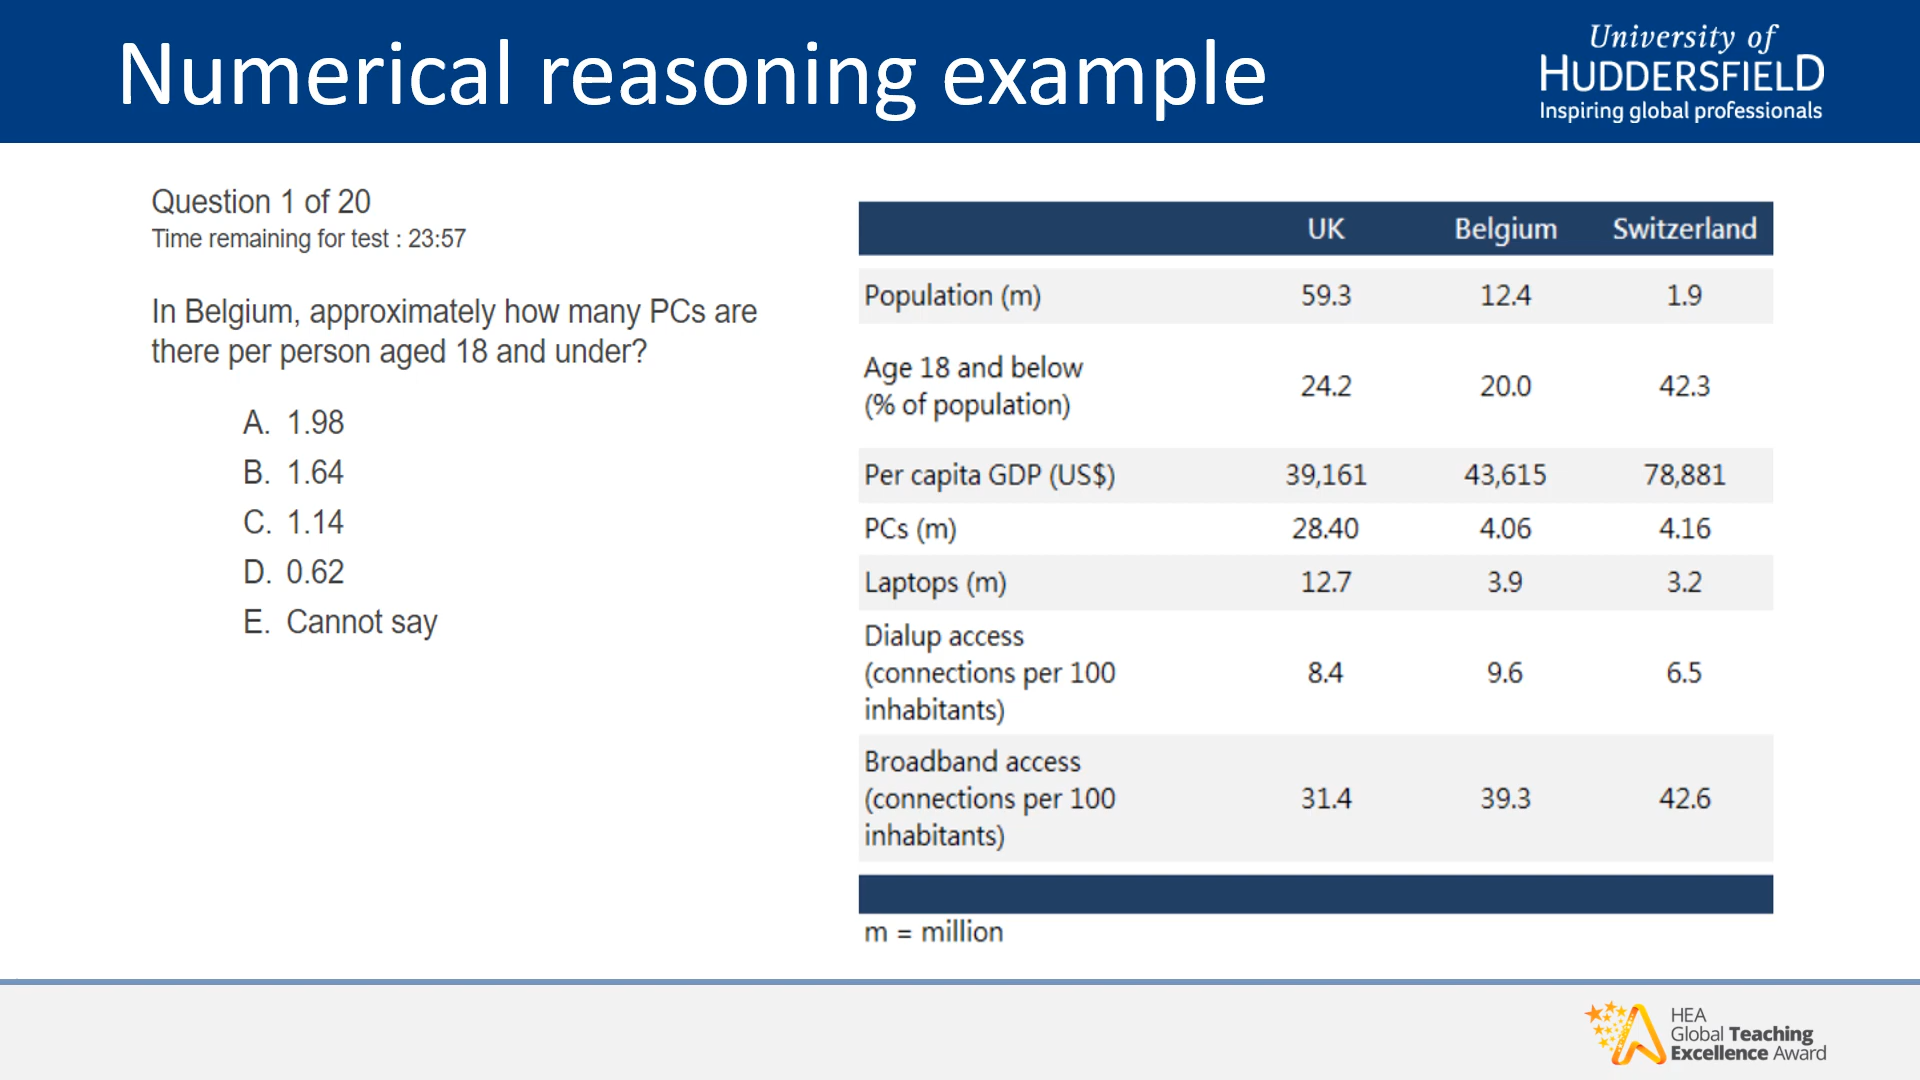 Numerical reasoning example
University of
HUDDERSFIELD
Inspiring global professionals
Question 1 of 20
Time remaining for test : 23:57
In Belgium, approximately how many PCs are
there per person aged 18 and under?
A. 1.98
B. 1.64
C. 1.14
D. 0.62
E. Cannot say
UK Belgium Switzerland
Population (m) 59.3 12.4 1.9
Age 18 and below
(% of population) 24.2 20.0 42.3
Per capita GDP (US$) 39,161 43,615 78,881
PCs (m) 28.40 4.06 4.16
Laptops (m) 12.7 3.9 3.2
Dialup access
(connections per 100 8.4 9.6 6.5
inhabitants)
Broadband access
(connections per 100 31.4 39.3 42.6
inhabitants)
m = million
HEA
Global Teaching
Excellence Award